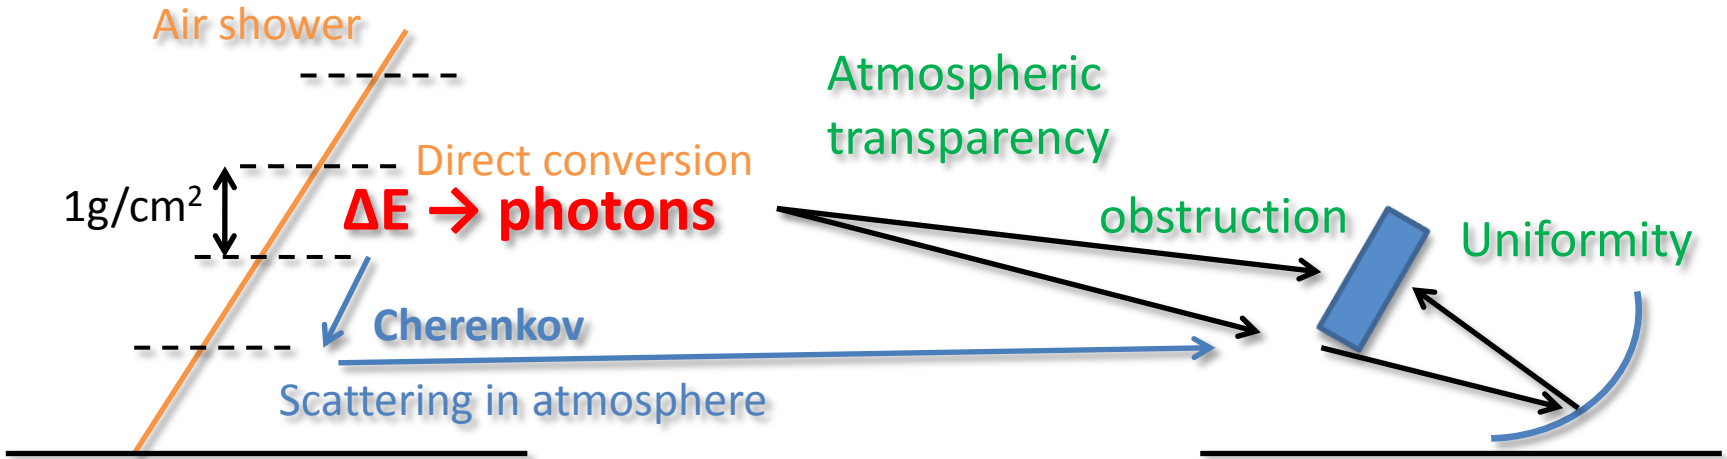 Air shower
Atmospheric
transparency
Direct conversion
1g/cm²
ΔE → photons
obstruction
Uniformity
Cherenkov
Scattering in atmosphere